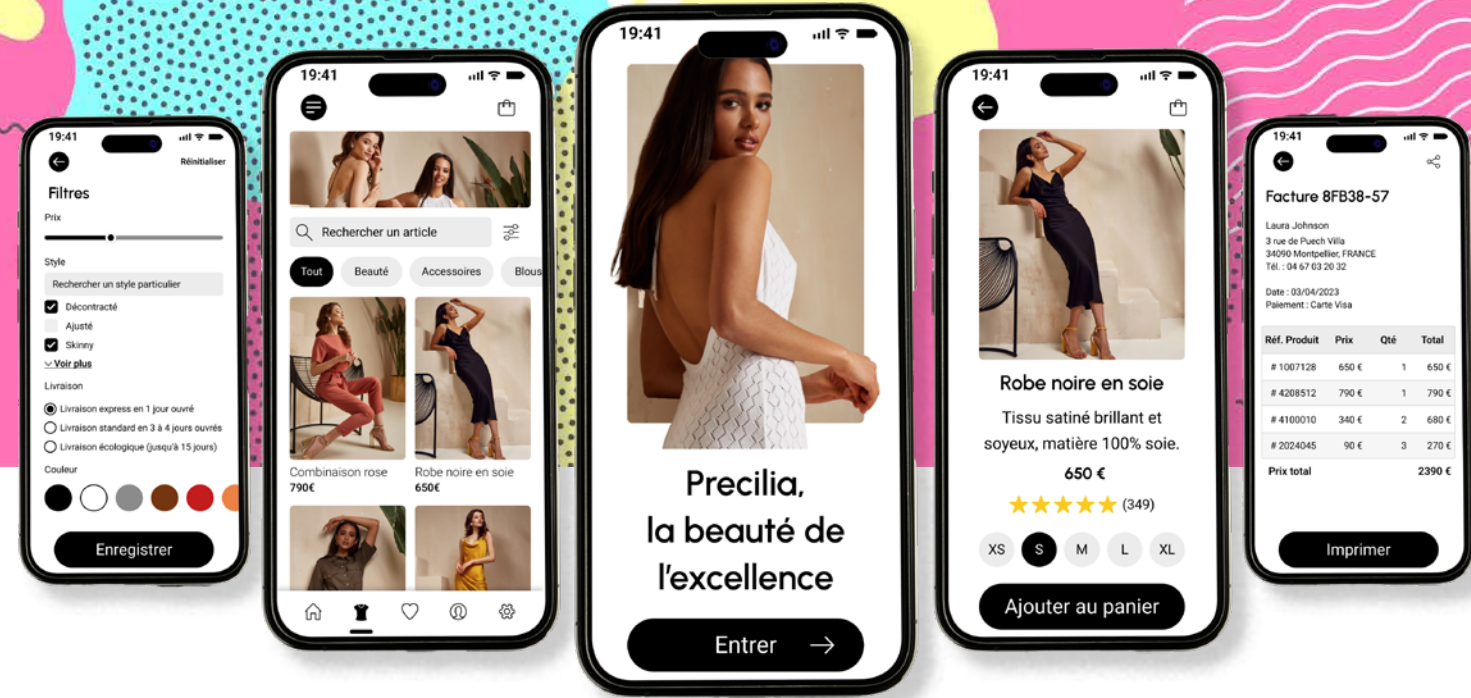 19:41
Réinitialiser
Filtres
Prix
Style
Rechercher un style particulier
Décontracté
Ajusté
Skinny
Voir plus
Livraison
Livraison express en 1 jour ouvré
Livraison standard en 3 à 4 jours ouvrés
Livraison écologique (jusqu'à 15 jours)
Couleur
Enregistrer
19:41
Rechercher un article
Tout Beauté Accessoires Blous
Combinaison rose
790€
Robe noire en soie
650€
19:41
Precilia,
la beauté de
l'excellence
Entrer
19:41
Robe noire en soie
Tissu satiné brillant et
soyeux, matière 100% soie.
650 €
(349)
XS S M L XL
Ajouter au panier
19:41
Facture 8FB38-57
Laura Johnson
3 rue de Puech Villa
34090 Montpellier, FRANCE
Tél. : 04 67 03 20 32
Date : 03/04/2023
Paiement : Carte Visa
Réf. Produit Prix Qté Total
# 1007128 650 € 1 650 €
# 4208512 790 € 1 790 €
# 4100010 340 € 2 680 €
# 2024045 90 € 3 270 €
Prix total 2390 €
Imprimer